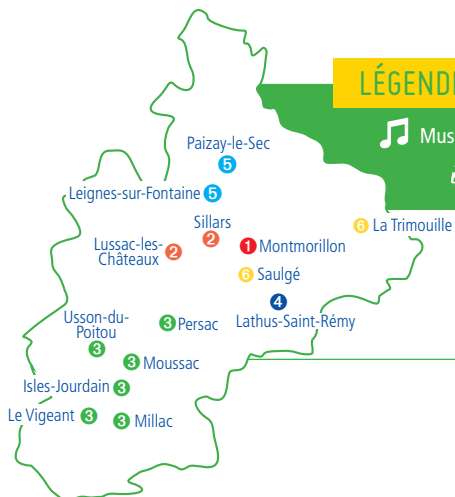 LÉGENDE
Mus
Paizay-le-Sec
5
Leignes-sur-Fontaine 5
Sillars
2
Lussac-les-
Châteaux 2
1 Montmorillon
6 La Trimouille
6 Saulgé
4
Lathus-Saint-Rémy
Usson-du-
Poitou
3
3 Persac
3 Moussac
Isles-Jourdain 3
Le Vigeant 3
3 Millac